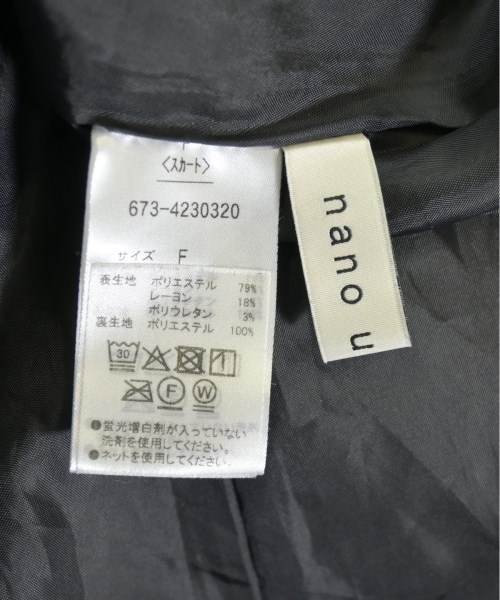 〈スカート〉
673-4230320
サイズ F
表生地 ポリエステル 79%
レーヨン 18%
ポリウレタン 3%
裏生地 ポリエステル 100%
30
F W
❶蛍光増白剤が入っていない
洗剤を使用してください。
❷ネットを使用してください。
nano u